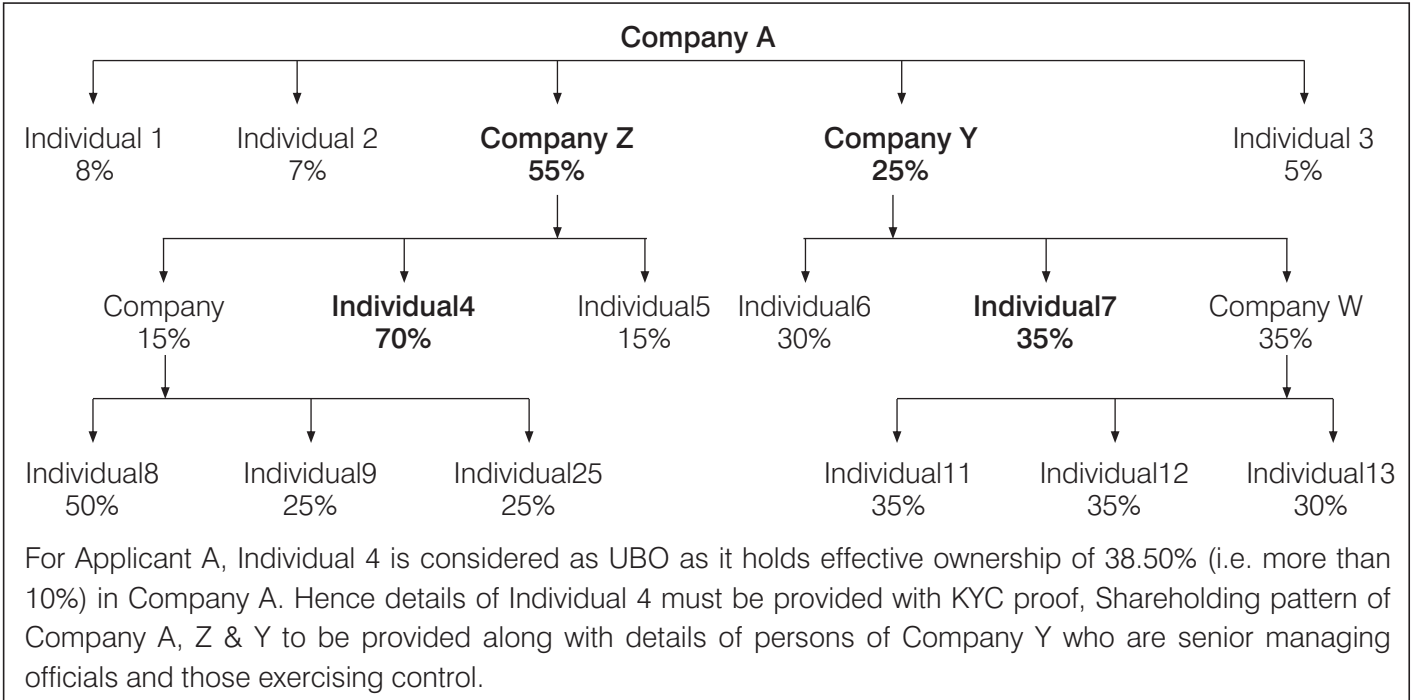 Company A
Individual 1 Individual 2 Company Z Company Y Individual 3
8% 7% 55% 25% 5%
Company Individual4 Individual5 Individual6 Individual7 Company W
15% 70% 15% 30% 35% 35%
Individual8 Individual9 Individual25 Individual11 Individual12 Individual13
50% 25% 25% 35% 35% 30%
For Applicant A, Individual 4 is considered as UBO as it holds effective ownership of 38.50% (i.e. more than
10%) in Company A. Hence details of Individual 4 must be provided with KYC proof, Shareholding pattern of
Company A, Z & Y to be provided along with details of persons of Company Y who are senior managing
officials and those exercising control.